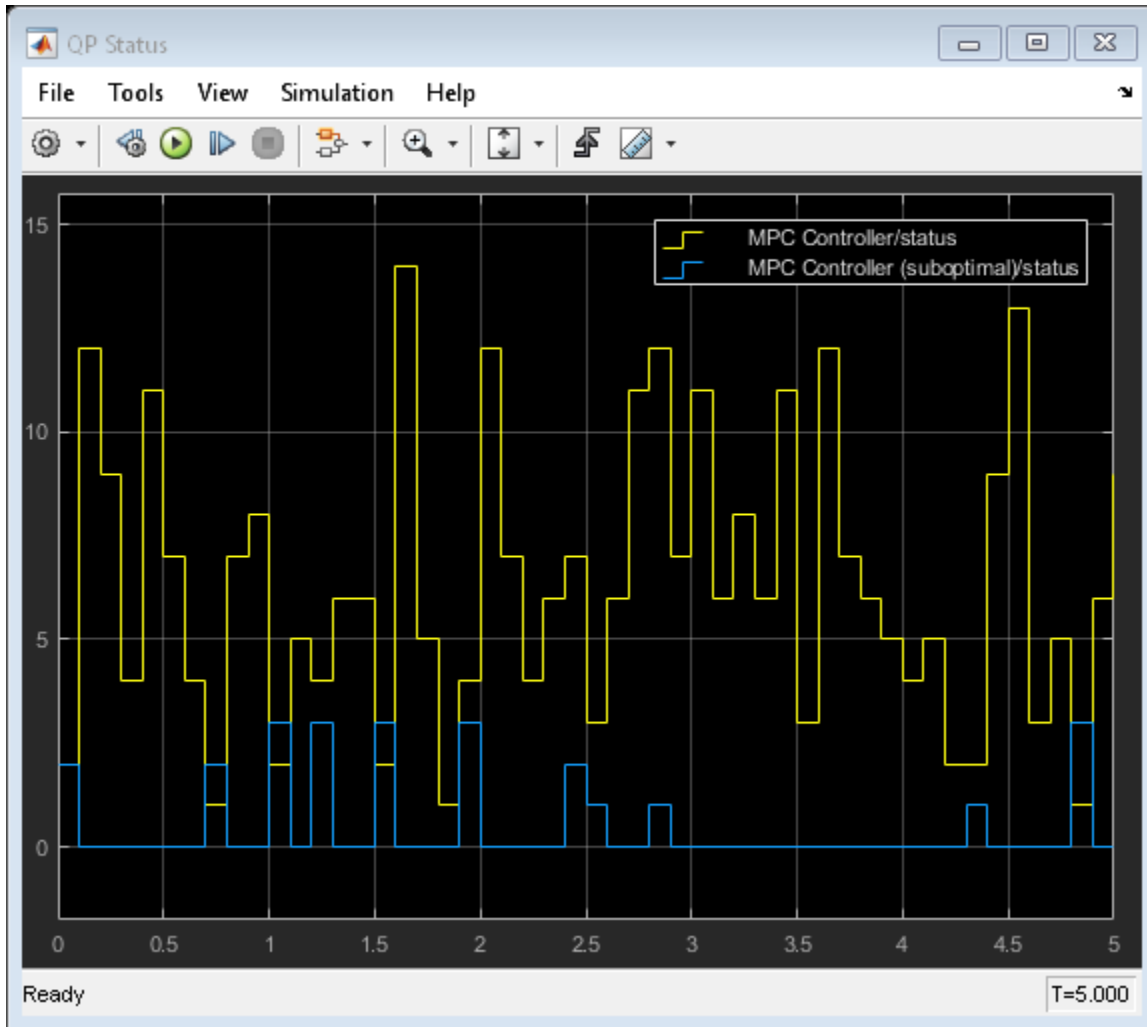 QP Status
File Tools View Simulation Help
15
MPC Controller/status
MPC Controller (suboptimal)/status
10
5
0
0 0.5 1 1.5 2 2.5 3 3.5 4 4.5 5
Ready T=5.000